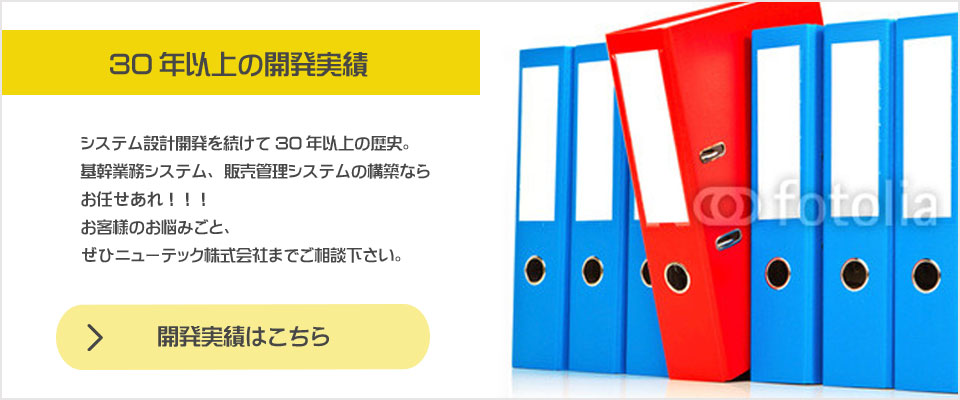 30年以上の開発実績
システム設計開発を続けて30年以上の歴史。
基幹業務システム、販売管理システムの構築なら
お任せあれ！！！
お客様のお悩みごと、
ぜひニューテック株式会社までご相談下さい。
開発実績はこちら
fotolia